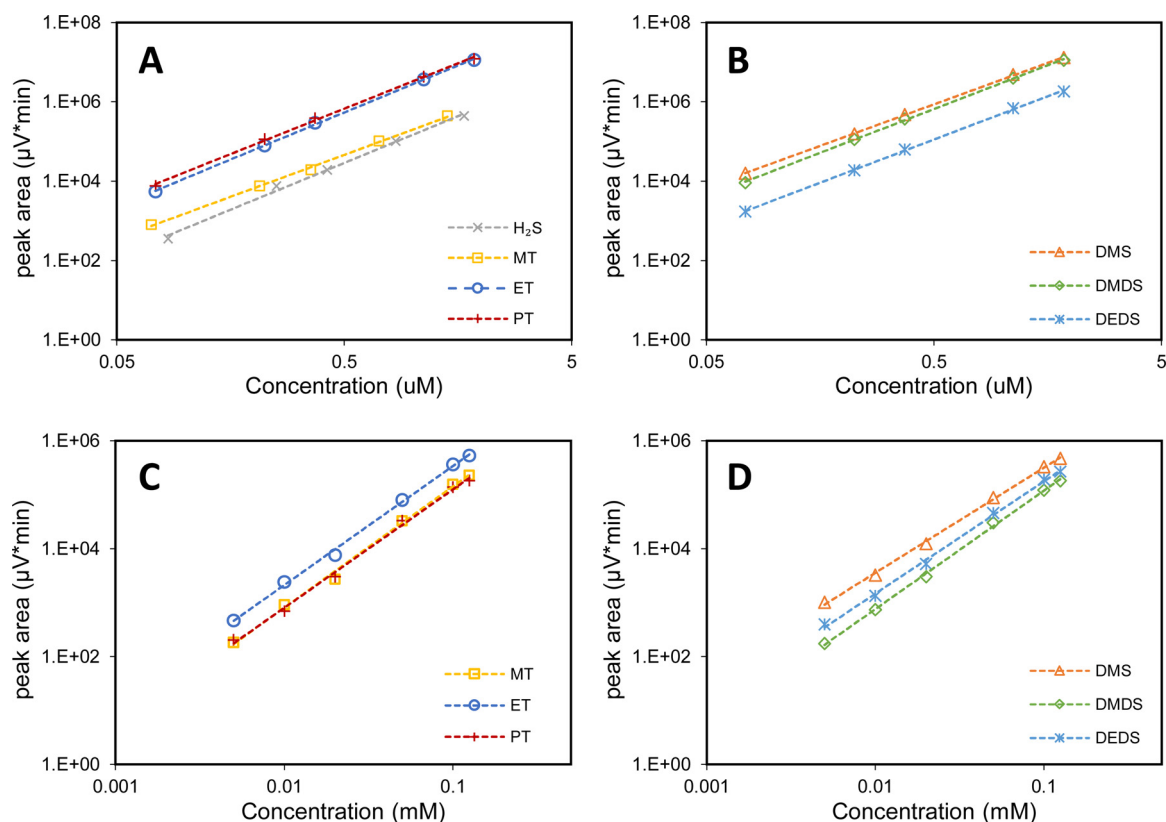 A
1.E+08
1.E+06
1.E+04
1.E+02
1.E+00
peak area (µV*min)
0.05
0.5
5
Concentration (uM)
H₂S
MT
ET
PT
B
1.E+08
1.E+06
1.E+04
1.E+02
1.E+00
peak area (µV*min)
0.05
0.5
5
Concentration (uM)
DMS
DMDS
DEDS
C
1.E+06
1.E+04
1.E+02
1.E+00
peak area (µV*min)
0.001
0.01
0.1
Concentration (mM)
MT
ET
PT
D
1.E+06
1.E+04
1.E+02
1.E+00
peak area (µV*min)
0.001
0.01
0.1
Concentration (mM)
DMS
DMDS
DEDS